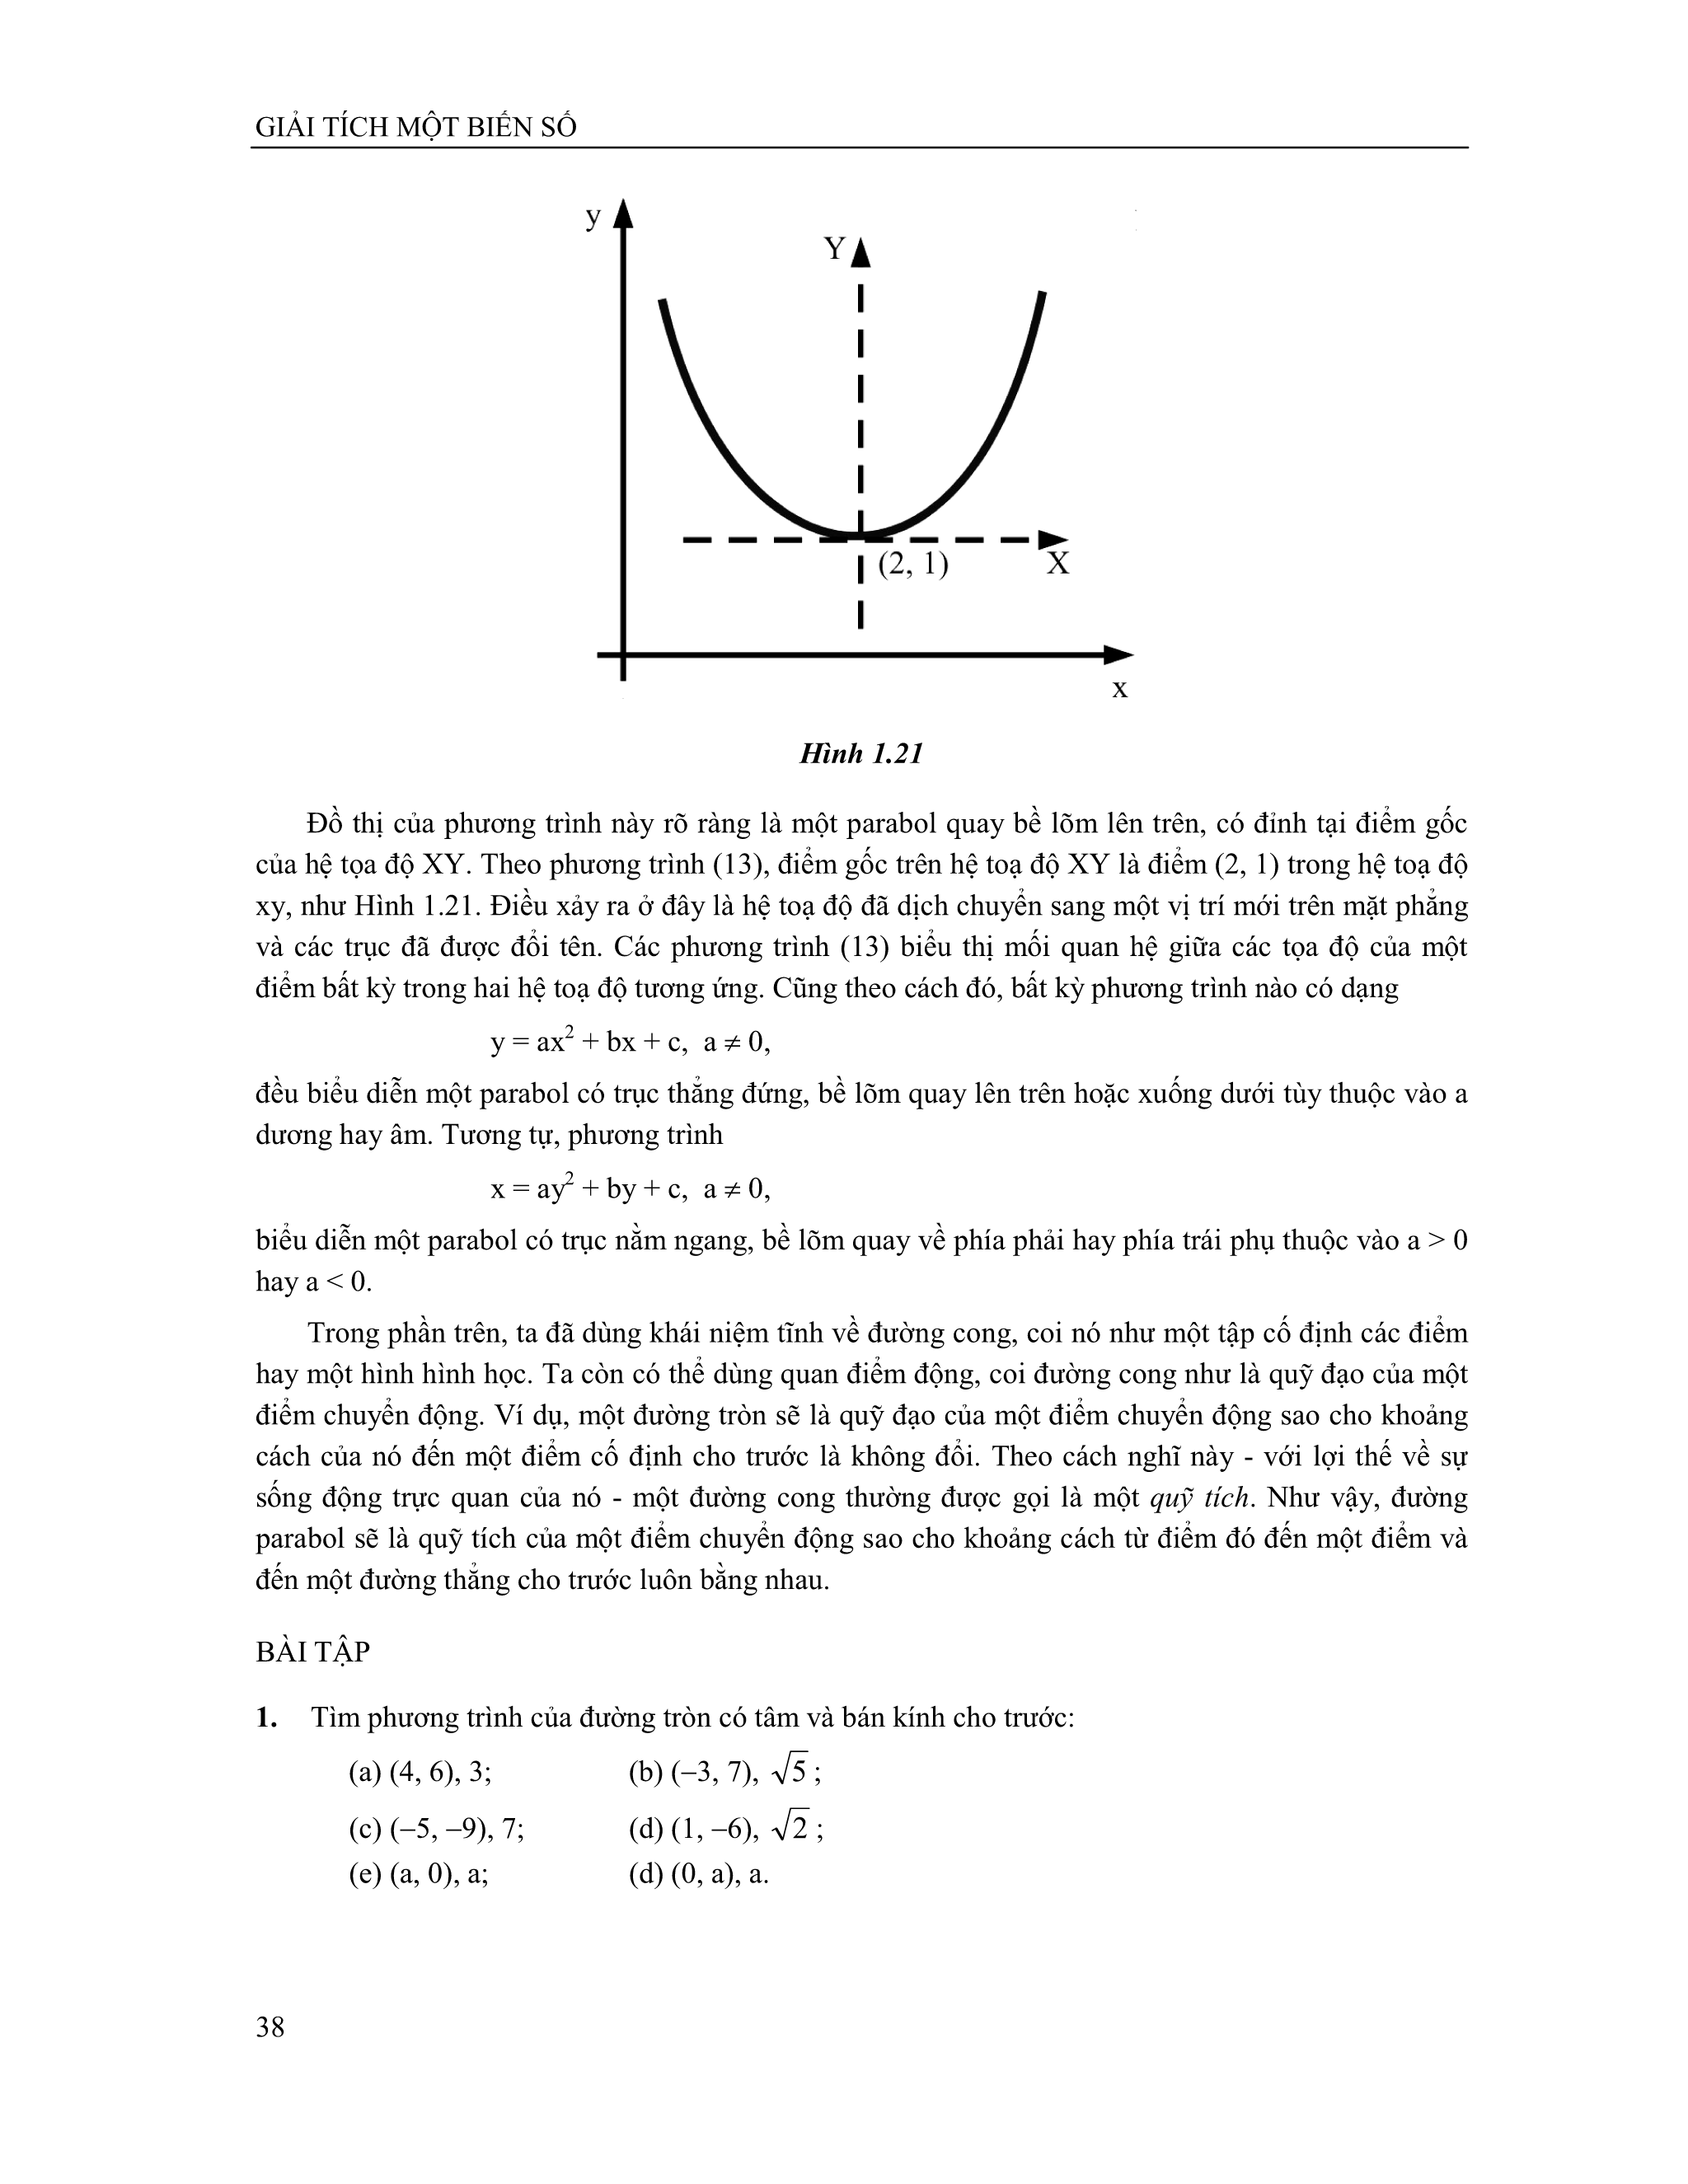 GIẢI TÍCH MỘT BIẾN SỐ
y
Y
(2, 1)
X
x
Hình 1.21
Đồ thị của phương trình này rõ ràng là một parabol quay bề lõm lên trên, có đỉnh tại điểm gốc
của hệ tọa độ XY. Theo phương trình (13), điểm gốc trên hệ toạ độ XY là điểm (2, 1) trong hệ toạ độ
xy, như Hình 1.21. Điều xảy ra ở đây là hệ toạ độ đã dịch chuyển sang một vị trí mới trên mặt phẳng
và các trục đã được đổi tên. Các phương trình (13) biểu thị mối quan hệ giữa các tọa độ của một
điểm bất kỳ trong hai hệ toạ độ tương ứng. Cũng theo cách đó, bất kỳ phương trình nào có dạng
y = ax² + bx + c, a ≠ 0,
đều biểu diễn một parabol có trục thẳng đứng, bề lõm quay lên trên hoặc xuống dưới tùy thuộc vào a
dương hay âm. Tương tự, phương trình
x = ay² + by + c, a ≠ 0,
biểu diễn một parabol có trục nằm ngang, bề lõm quay về phía phải hay phía trái phụ thuộc vào a > 0
hay a < 0.
Trong phần trên, ta đã dùng khái niệm tĩnh về đường cong, coi nó như một tập cố định các điểm
hay một hình hình học. Ta còn có thể dùng quan điểm động, coi đường cong như là quỹ đạo của một
điểm chuyển động. Ví dụ, một đường tròn sẽ là quỹ đạo của một điểm chuyển động sao cho khoảng
cách của nó đến một điểm cố định cho trước là không đổi. Theo cách nghĩ này - với lợi thế về sự
sống động trực quan của nó - một đường cong thường được gọi là một quỹ tích. Như vậy, đường
parabol sẽ là quỹ tích của một điểm chuyển động sao cho khoảng cách từ điểm đó đến một điểm và
đến một đường thẳng cho trước luôn bằng nhau.
BÀI TẬP
1. Tìm phương trình của đường tròn có tâm và bán kính cho trước:
(a) (4, 6), 3; (b) (–3, 7), √5 ;
(c) (–5, –9), 7; (d) (1, –6), √2 ;
(e) (a, 0), a; (d) (0, a), a.
38